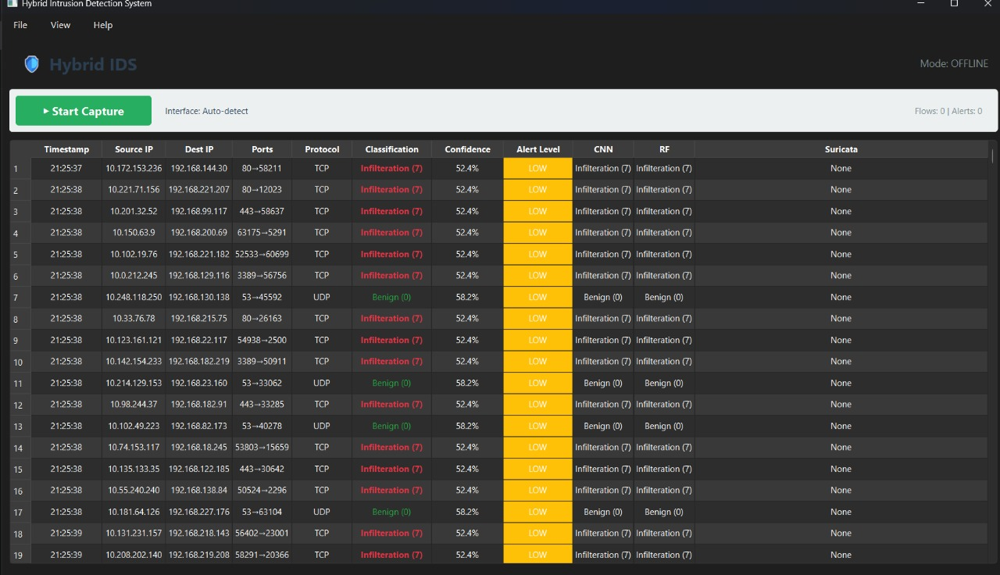 Hybrid Intrusion Detection System
File View Help
Hybrid IDS
Mode: OFFLINE
Start Capture Interface: Auto-detect Flows: 0 | Alerts: 0
Timestamp Source IP Dest IP Ports Protocol Classification Confidence Alert Level CNN RF Suricata
1 21:25:37 10.172.153.236 192.168.144.30 80→58211 TCP Infilteration (7) 52.4% LOW Infilteration (7) Infilteration (7) None
2 21:25:38 10.221.71.156 192.168.221.207 80→12023 TCP Infilteration (7) 52.4% LOW Infilteration (7) Infilteration (7) None
3 21:25:38 10.201.32.52 192.168.99.117 443→58637 TCP Infilteration (7) 52.4% LOW Infilteration (7) Infilteration (7) None
4 21:25:38 10.150.63.9 192.168.200.69 63175→5291 TCP Infilteration (7) 52.4% LOW Infilteration (7) Infilteration (7) None
5 21:25:38 10.102.19.76 192.168.221.182 52533→60699 TCP Infilteration (7) 52.4% LOW Infilteration (7) Infilteration (7) None
6 21:25:38 10.0.212.245 192.168.129.116 3389→56756 TCP Infilteration (7) 52.4% LOW Infilteration (7) Infilteration (7) None
7 21:25:38 10.248.118.250 192.168.130.138 53→45592 UDP Benign (0) 58.2% LOW Benign (0) Benign (0) None
8 21:25:38 10.33.76.78 192.168.215.75 80→26163 TCP Infilteration (7) 52.4% LOW Infilteration (7) Infilteration (7) None
9 21:25:38 10.123.161.121 192.168.22.117 54938→2500 TCP Infilteration (7) 52.4% LOW Infilteration (7) Infilteration (7) None
10 21:25:38 10.142.154.233 192.168.182.219 3389→50911 TCP Infilteration (7) 52.4% LOW Infilteration (7) Infilteration (7) None
11 21:25:38 10.214.129.153 192.168.23.160 53→33062 UDP Benign (0) 58.2% LOW Benign (0) Benign (0) None
12 21:25:38 10.98.244.37 192.168.182.91 443→33285 TCP Infilteration (7) 52.4% LOW Infilteration (7) Infilteration (7) None
13 21:25:38 10.102.49.223 192.168.82.173 53→40278 UDP Benign (0) 58.2% LOW Benign (0) Benign (0) None
14 21:25:38 10.74.153.117 192.168.18.245 53803→15659 TCP Infilteration (7) 52.4% LOW Infilteration (7) Infilteration (7) None
15 21:25:38 10.135.133.35 192.168.122.185 443→30642 TCP Infilteration (7) 52.4% LOW Infilteration (7) Infilteration (7) None
16 21:25:38 10.55.240.240 192.168.138.84 50524→2296 TCP Infilteration (7) 52.4% LOW Infilteration (7) Infilteration (7) None
17 21:25:38 10.181.64.126 192.168.227.176 53→63104 UDP Benign (0) 58.2% LOW Benign (0) Benign (0) None
18 21:25:39 10.131.231.157 192.168.218.143 56402→23001 TCP Infilteration (7) 52.4% LOW Infilteration (7) Infilteration (7) None
19 21:25:39 10.208.202.140 192.168.219.208 58291→20366 TCP Infilteration (7) 52.4% LOW Infilteration (7) Infilteration (7) None